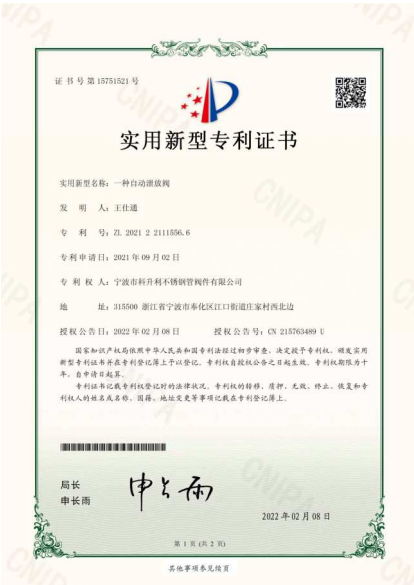 证书号第15751521号
实用新型专利证书
实用新型名称：一种自动泄放阀
发 明 人：王仕通
专 利 号：ZL 2021 2 2111556.6
专利申请日：2021年09月02日
专 利 权 人：宁波市科升利不锈钢管阀件有限公司
地 址：315500 浙江省宁波市奉化区江口街道庄家村西北边
授权公告日：2022年02月08日 授权公告号：CN 215763489 U
国家知识产权局依照中华人民共和国专利法经过初步审查，决定授予专利权，颁发实用
新型专利证书并在专利登记簿上予以登记。专利权自授权公告之日起生效。专利权期限为十
年，自申请日起算。
专利证书记载专利权登记时的法律状况。专利权的转移、质押、无效、终止、恢复和专
利权人的姓名或名称、国籍、地址变更等事项记载在专利登记簿上。
局长
申长雨
申长雨
2022年02月08日
第 1 页 (共 2 页)
其他事项参见续页
CNIPA
CNIPA
CNIPA